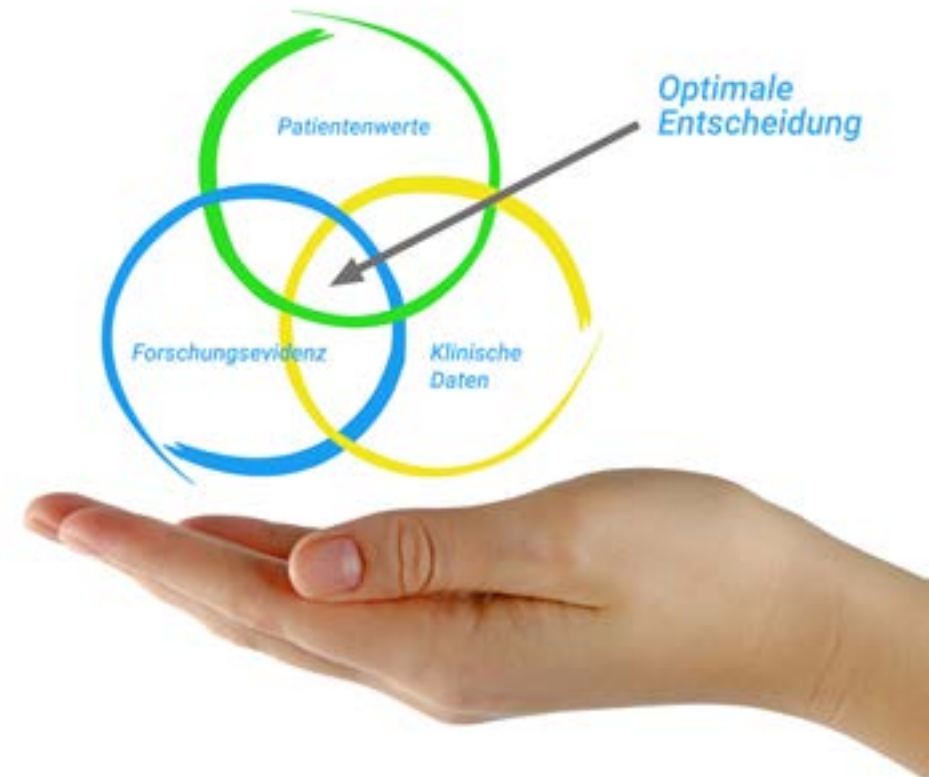 Patientenwerte
Optimale
Entscheidung
Forschungsevidenz
Klinische
Daten